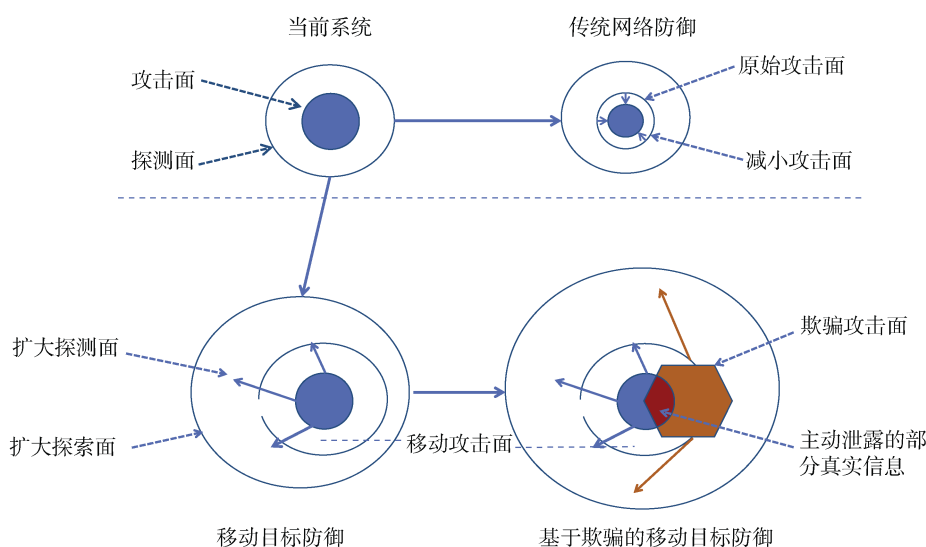 当前系统
传统网络防御
攻击面
原始攻击面
探测面
减小攻击面
扩大探测面
欺骗攻击面
扩大探索面
移动攻击面
主动泄露的部
分真实信息
移动目标防御
基于欺骗的移动目标防御